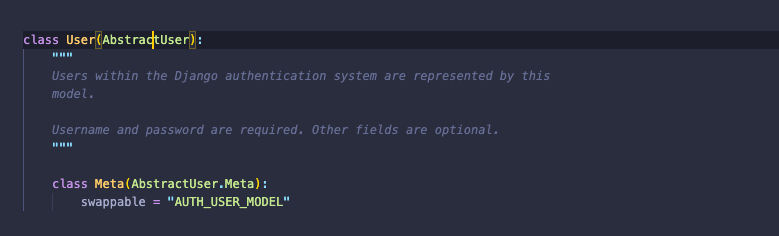 class User(AbstractUser):
"""
Users within the Django authentication system are represented by this
model.
Username and password are required. Other fields are optional.
"""
class Meta(AbstractUser.Meta):
swappable = "AUTH_USER_MODEL"